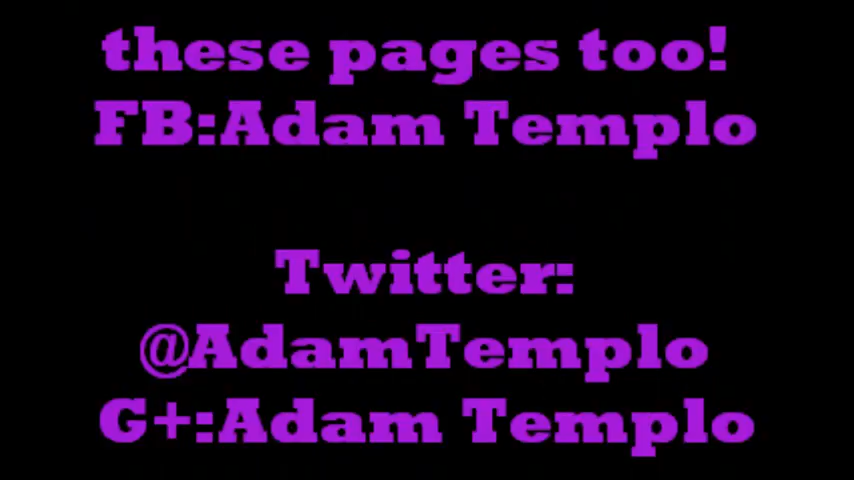 these pages too!
FB:Adam Templo
Twitter:
@AdamTemplo
G+:Adam Templo